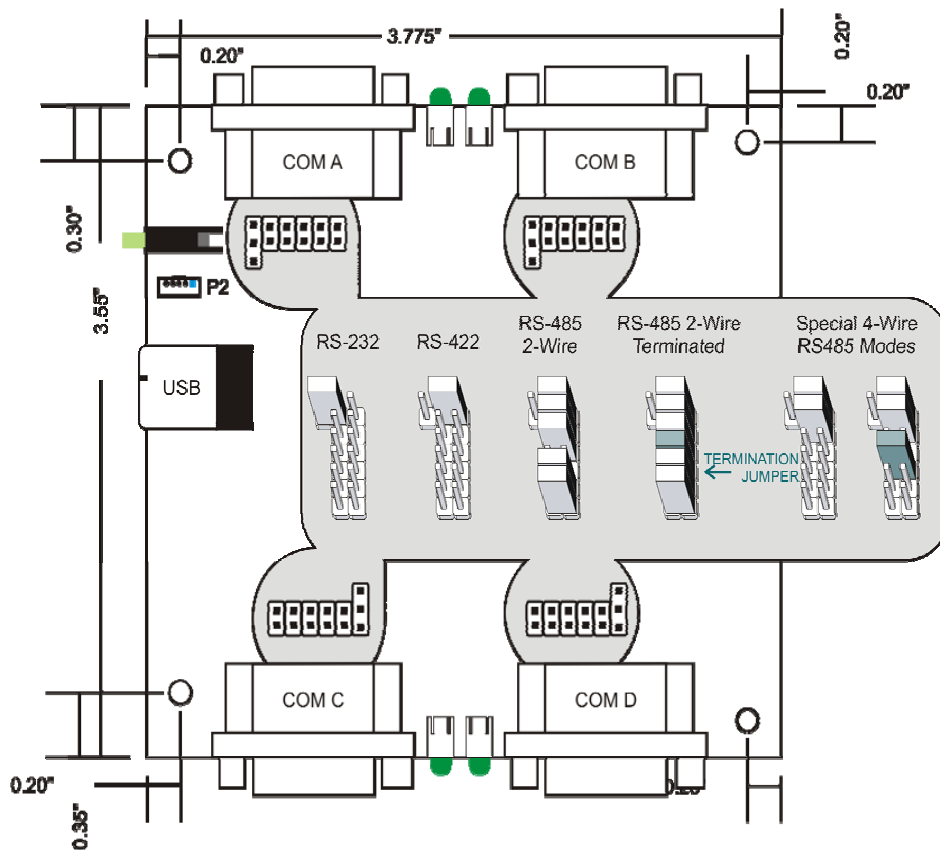 3.775"
0.20"
0.20"
0.20"
COM A
COM B
0.30"
P2
3.55"
RS-232
RS-422
RS-485
2-Wire
RS-485 2-Wire
Terminated
Special 4-Wire
RS485 Modes
USB
TERMINATION
JUMPER
COM C
COM D
0.20"
0.35"